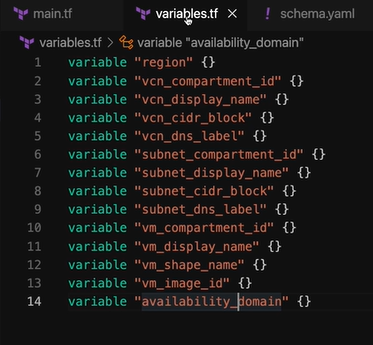 main.tf variables.tf × ! schema.yaml
variables.tf > variable "availability_domain"
1 variable "region" {}
2 variable "vcn_compartment_id" {}
3 variable "vcn_display_name" {}
4 variable "vcn_cidr_block" {}
5 variable "vcn_dns_label" {}
6 variable "subnet_compartment_id" {}
7 variable "subnet_display_name" {}
8 variable "subnet_cidr_block" {}
9 variable "subnet_dns_label" {}
10 variable "vm_compartment_id" {}
11 variable "vm_display_name" {}
12 variable "vm_shape_name" {}
13 variable "vm_image_id" {}
14 variable "availability_domain" {}